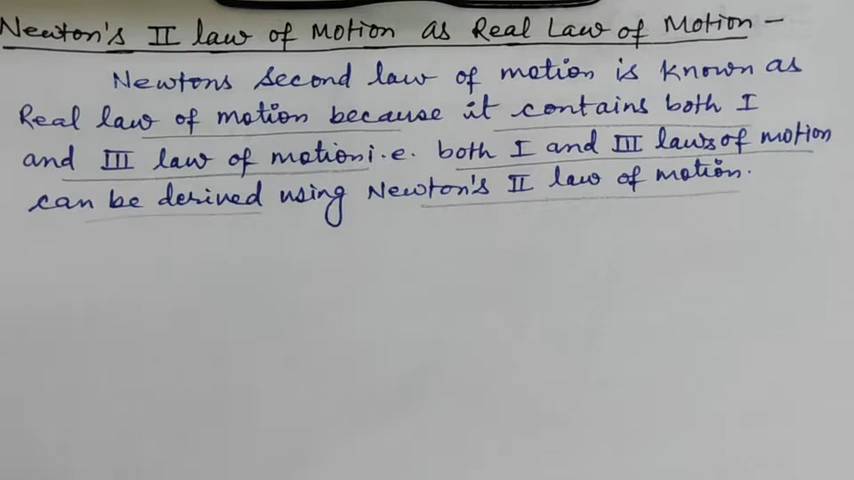 Newton's II law of Motion as Real Law of Motion -
Newtons second law of motion is known as
Real law of motion because it contains both I
and III law of motion i.e. both I and III laws of motion
can be derived using Newton's II law of motion.